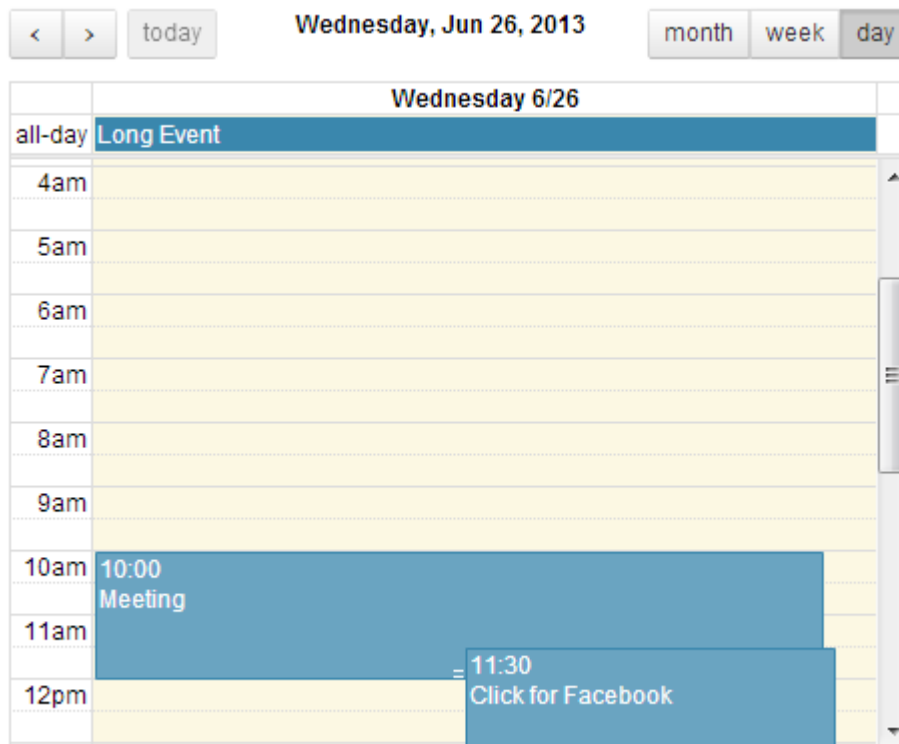 < > today Wednesday, Jun 26, 2013 month week day
Wednesday 6/26
all-day Long Event
4am
5am
6am
7am
8am
9am
10am 10:00
Meeting
11am
11:30
12pm Click for Facebook